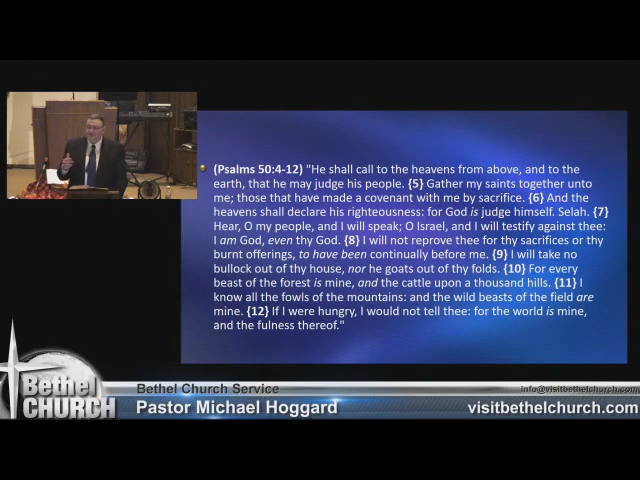 (Psalms 50:4-12) "He shall call to the heavens from above, and to the
earth, that he may judge his people. {5} Gather my saints together unto
me; those that have made a covenant with me by sacrifice. {6} And the
heavens shall declare his righteousness: for God is judge himself. Selah. {7}
Hear, O my people, and I will speak; O Israel, and I will testify against thee:
I am God, even thy God. {8} I will not reprove thee for thy sacrifices or thy
burnt offerings, to have been continually before me. {9} I will take no
bullock out of thy house, nor he goats out of thy folds. {10} For every
beast of the forest is mine, and the cattle upon a thousand hills. {11} I
know all the fowls of the mountains: and the wild beasts of the field are
mine. {12} If I were hungry, I would not tell thee: for the world is mine,
and the fulness thereof."
Bethel
CHURCH
Bethel Church Service
info@visitbethelchurch.com
Pastor Michael Hoggard
visitbethelchurch.com